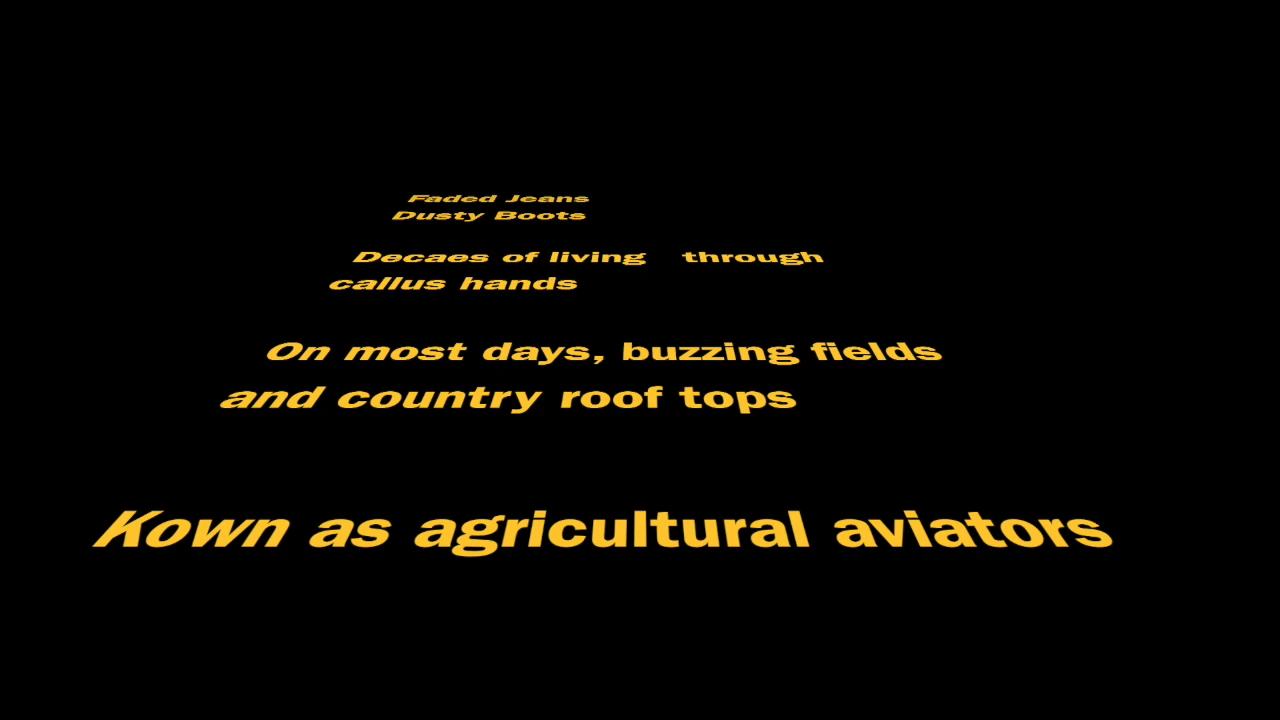 Faded Jeans
Dusty Boots
Decaes of living through
callus hands
On most days, buzzing fields
and country roof tops
Kown as agricultural aviators